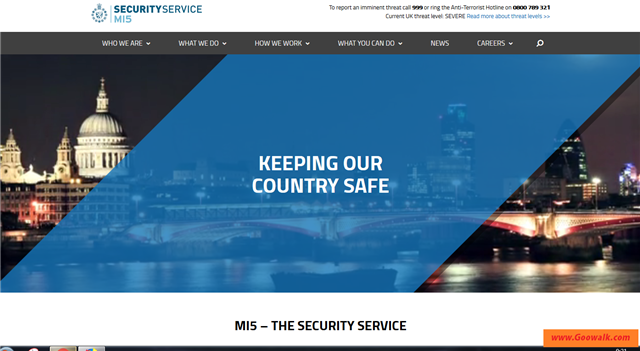 SECURITYSERVICE
MI5
To report an imminent threat call 999 or ring the Anti-Terrorist Hotline on 0800 789 321
Current UK threat level: SEVERE Read more about threat levels >>
WHO WE ARE
WHAT WE DO
HOW WE WORK
WHAT YOU CAN DO
NEWS
CAREERS
KEEPING OUR
COUNTRY SAFE
MI5 – THE SECURITY SERVICE
www.Geowalk.com